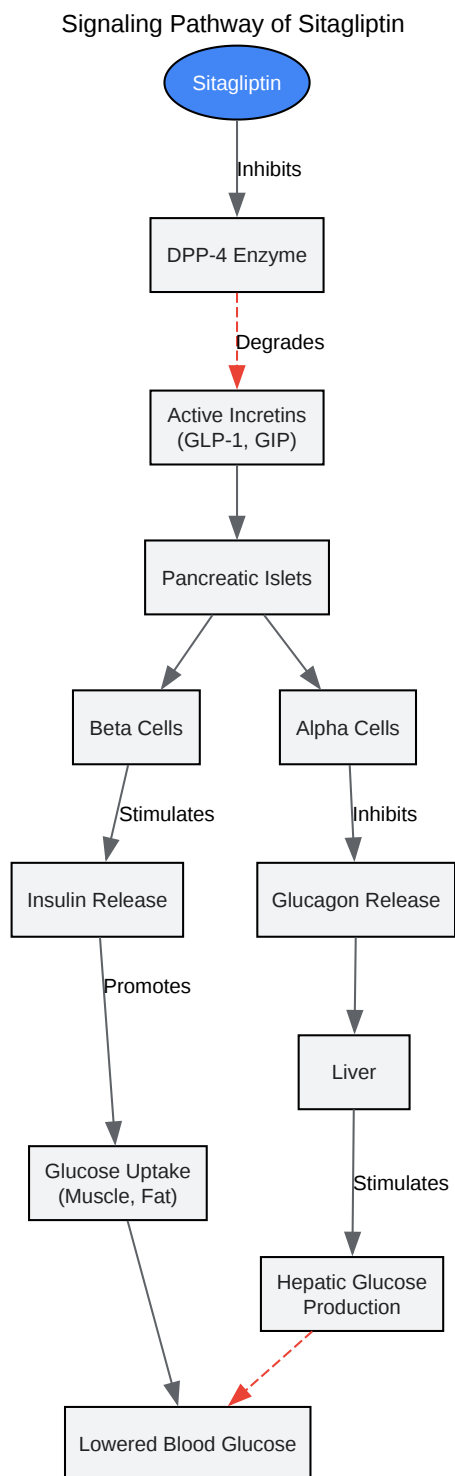 Signaling Pathway of Sitagliptin
Sitagliptin
Inhibits
DPP-4 Enzyme
Degrades
Active Incretins
(GLP-1, GIP)
Pancreatic Islets
Beta Cells
Alpha Cells
Stimulates
Inhibits
Insulin Release
Glucagon Release
Promotes
Liver
Glucose Uptake
(Muscle, Fat)
Stimulates
Hepatic Glucose
Production
Lowered Blood Glucose